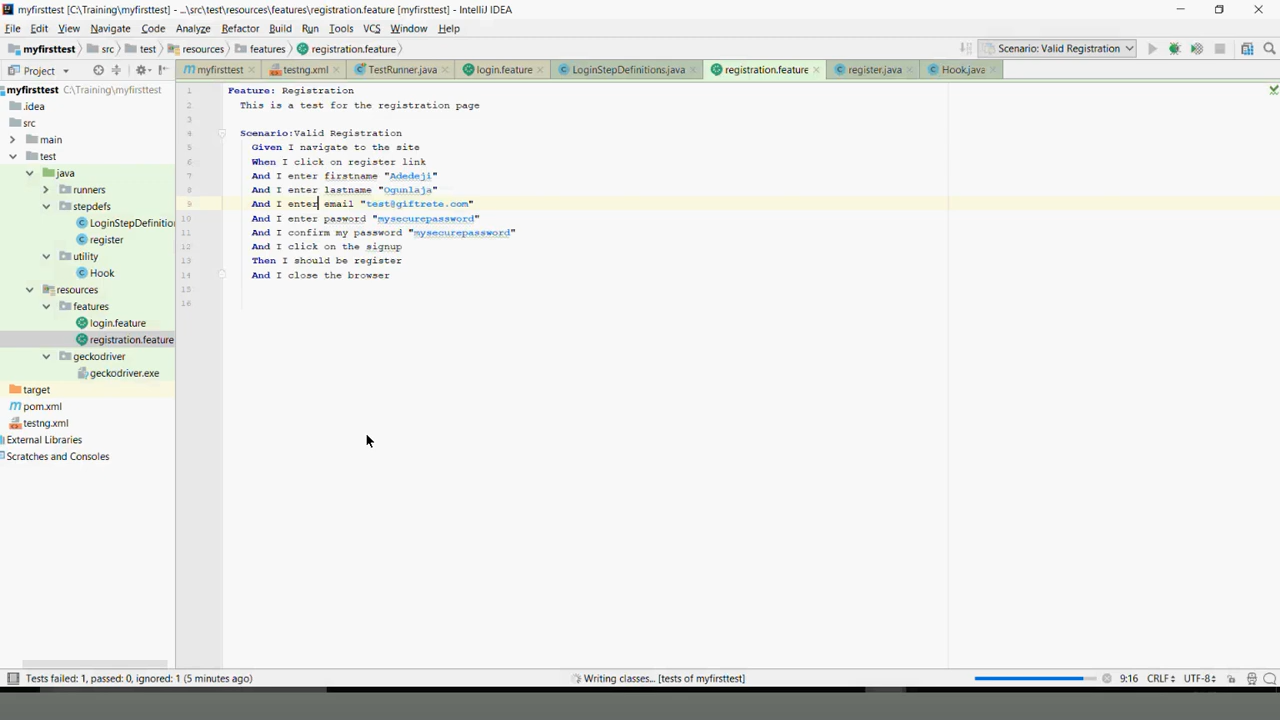 myfirsttest [C:\Training\myfirsttest] - ...\src\test\resources\features\registration.feature [myfirsttest] - IntelliJ IDEA
File Edit View Navigate Code Analyze Refactor Build Run Tools VCS Window Help
myfirsttest src test resources features registration.feature Scenario: Valid Registration
Project myfirsttest testng.xml TestRunner.java login.feature LoginStepDefinitions.java registration.feature register.java Hook.java
myfirsttest C:\Training\myfirsttest
.idea
src
main
test
java
runners
stepdefs
LoginStepDefinitio
register
utility
Hook
resources
features
login.feature
registration.feature
geckodriver
geckodriver.exe
target
pom.xml
testng.xml
External Libraries
Scratches and Consoles
1 Feature: Registration
2 This is a test for the registration page
3
4 Scenario:Valid Registration
5 Given I navigate to the site
6 When I click on register link
7 And I enter firstname "Adedeji"
8 And I enter lastname "Ogunlaja"
9 And I enter email "test@giftrete.com"
10 And I enter pasword "mysecurepassword"
11 And I confirm my password "mysecurepassword"
12 And I click on the signup
13 Then I should be register
14 And I close the browser
15
16
Tests failed: 1, passed: 0, ignored: 1 (5 minutes ago) Writing classes... [tests of myfirsttest] 9:16 CRLF UTF-8